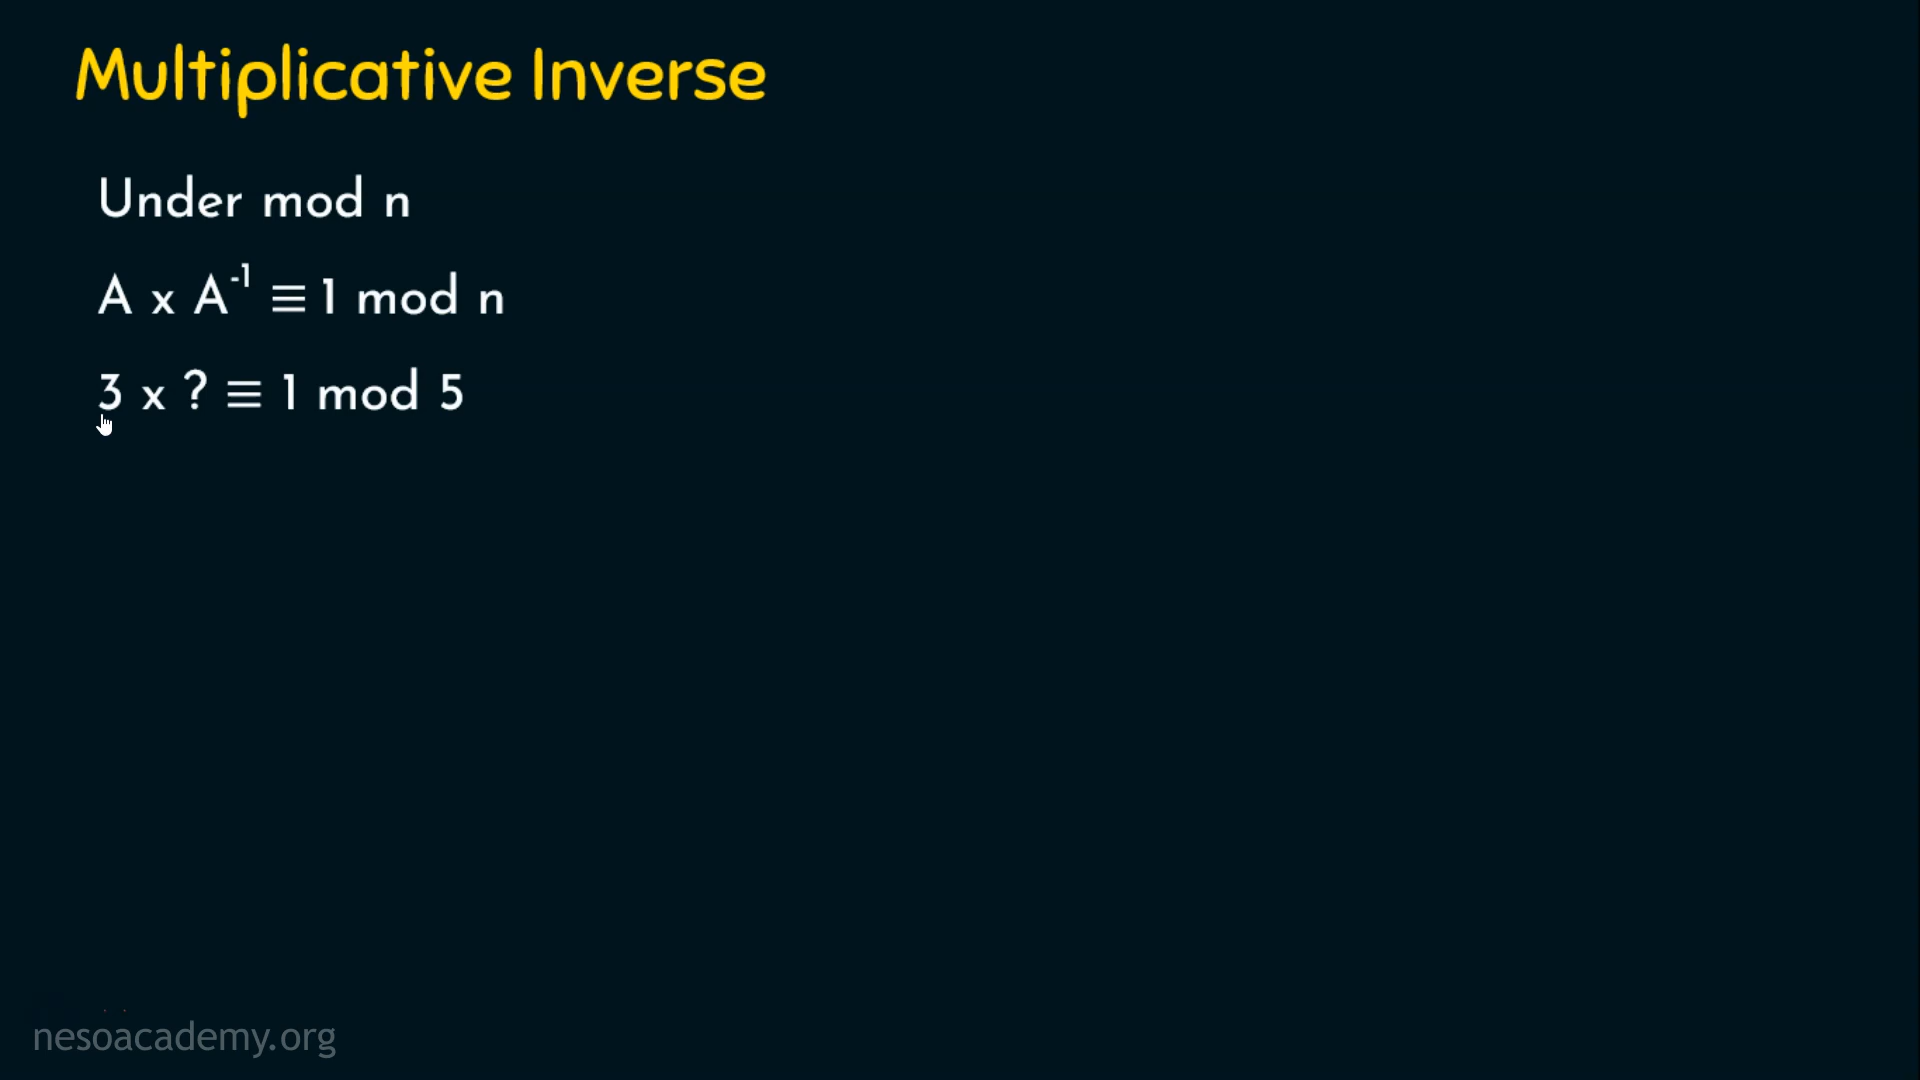 Multiplicative Inverse
Under mod n
A x A⁻¹ ≡ 1 mod n
3 x ? ≡ 1 mod 5
nesoacademy.org